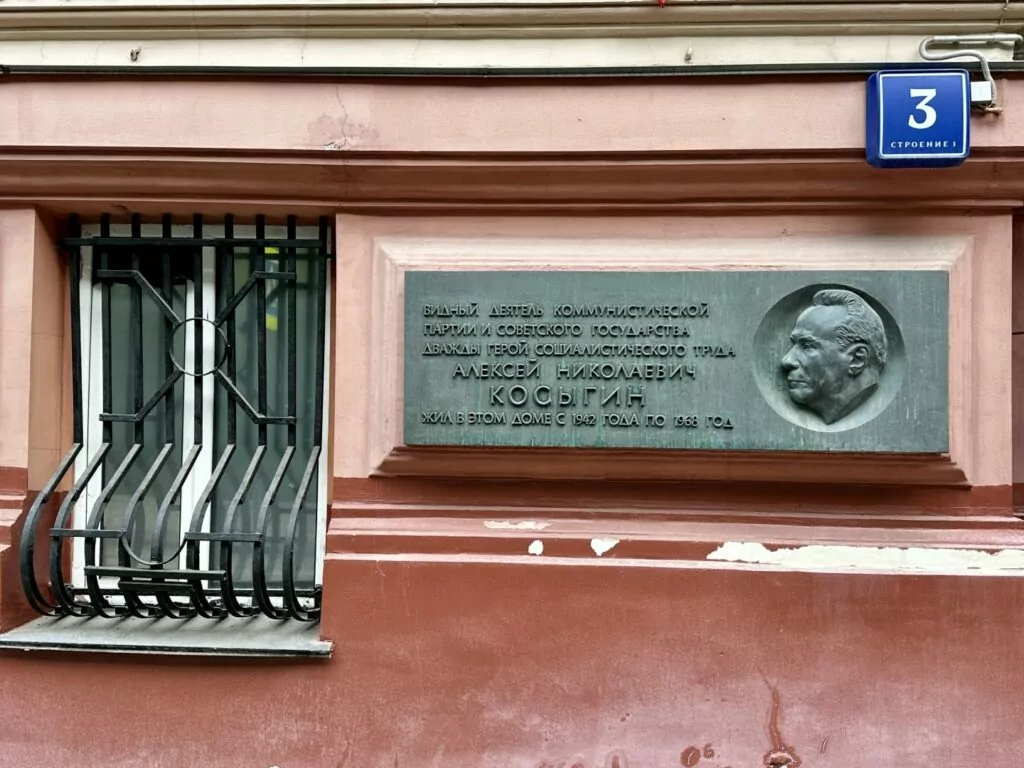 3
СТРОЕНИЕ 1
ВИДНЫЙ ДЕЯТЕЛЬ КОММУНИСТИЧЕСКОЙ
ПАРТИИ И СОВЕТСКОГО ГОСУДАРСТВА
ДВАЖДЫ ГЕРОЙ СОЦИАЛИСТИЧЕСКОГО ТРУДА
АЛЕКСЕЙ НИКОЛАЕВИЧ
КОСЫГИН
ЖИЛ В ЭТОМ ДОМЕ С 1942 ГОДА ПО 1968 ГОД